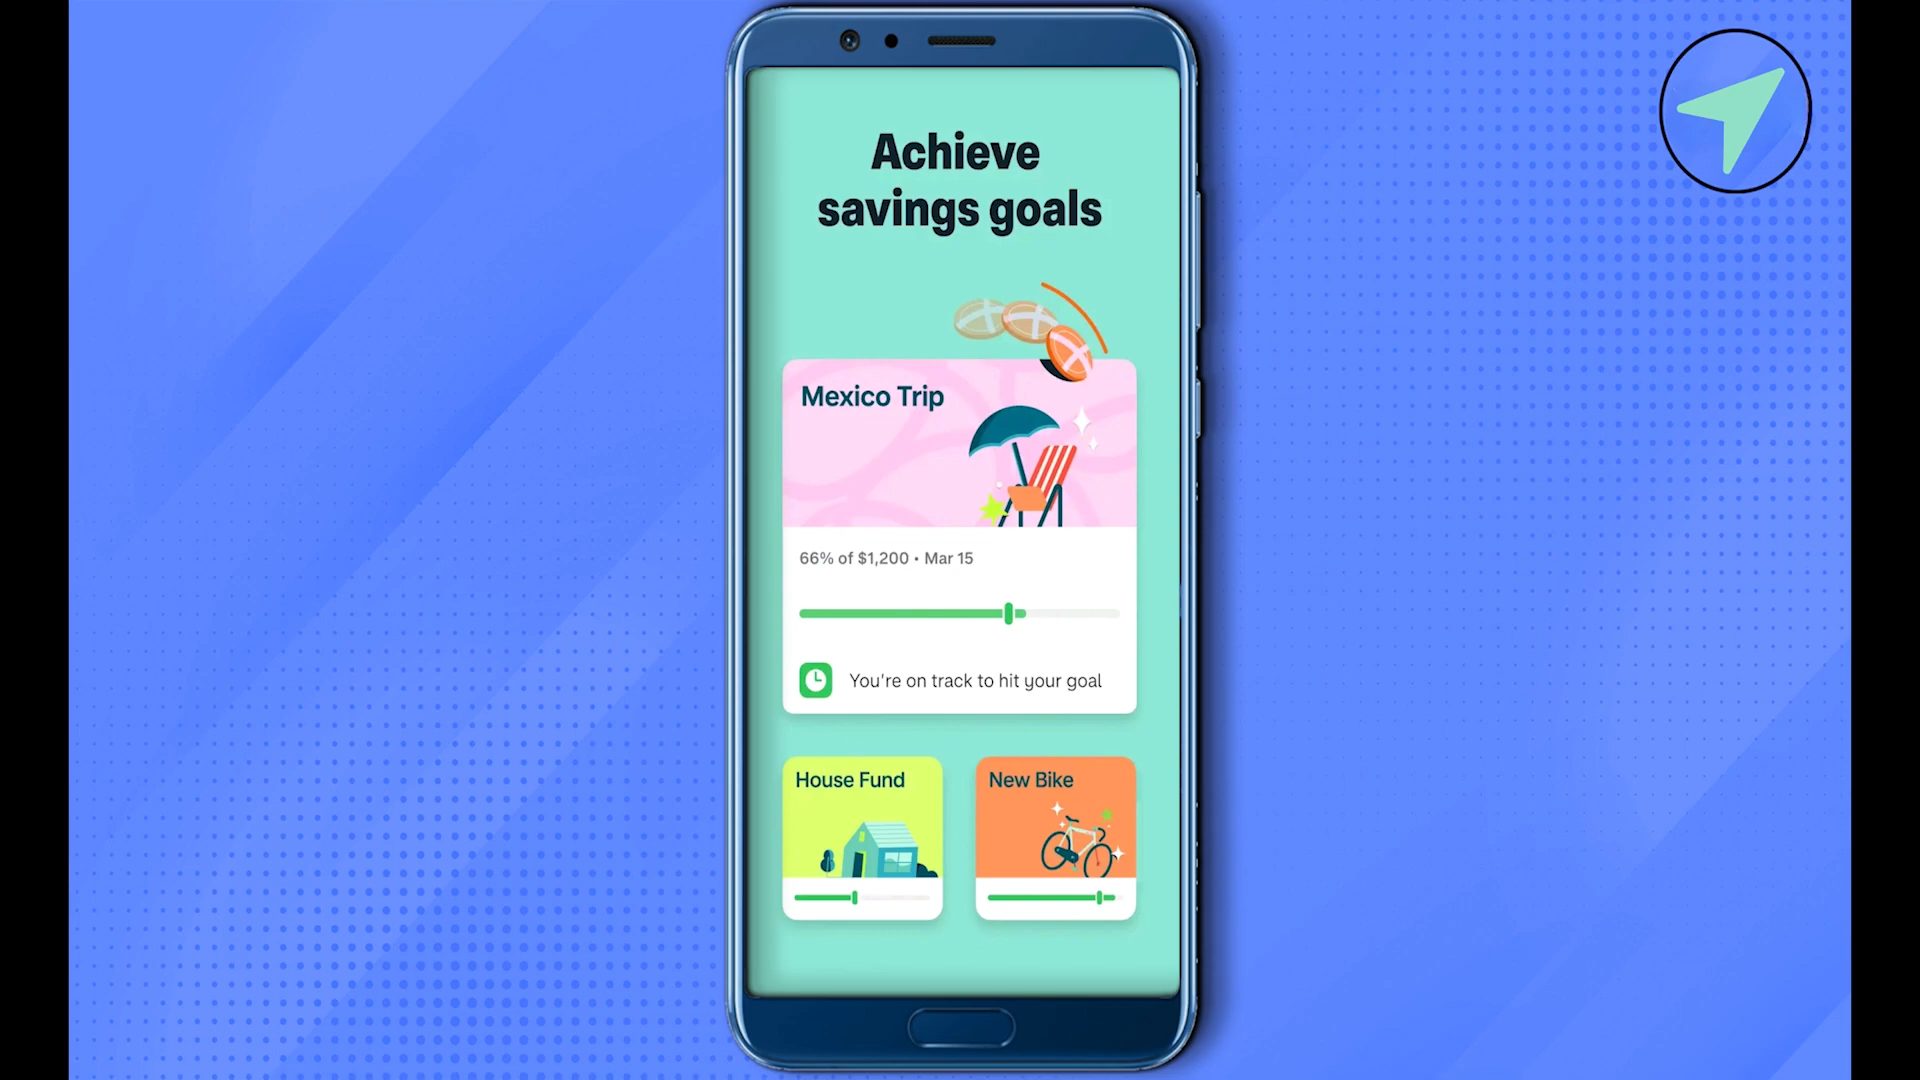 Achieve
savings goals
Mexico Trip
66% of $1,200 • Mar 15
You're on track to hit your goal
House Fund
New Bike